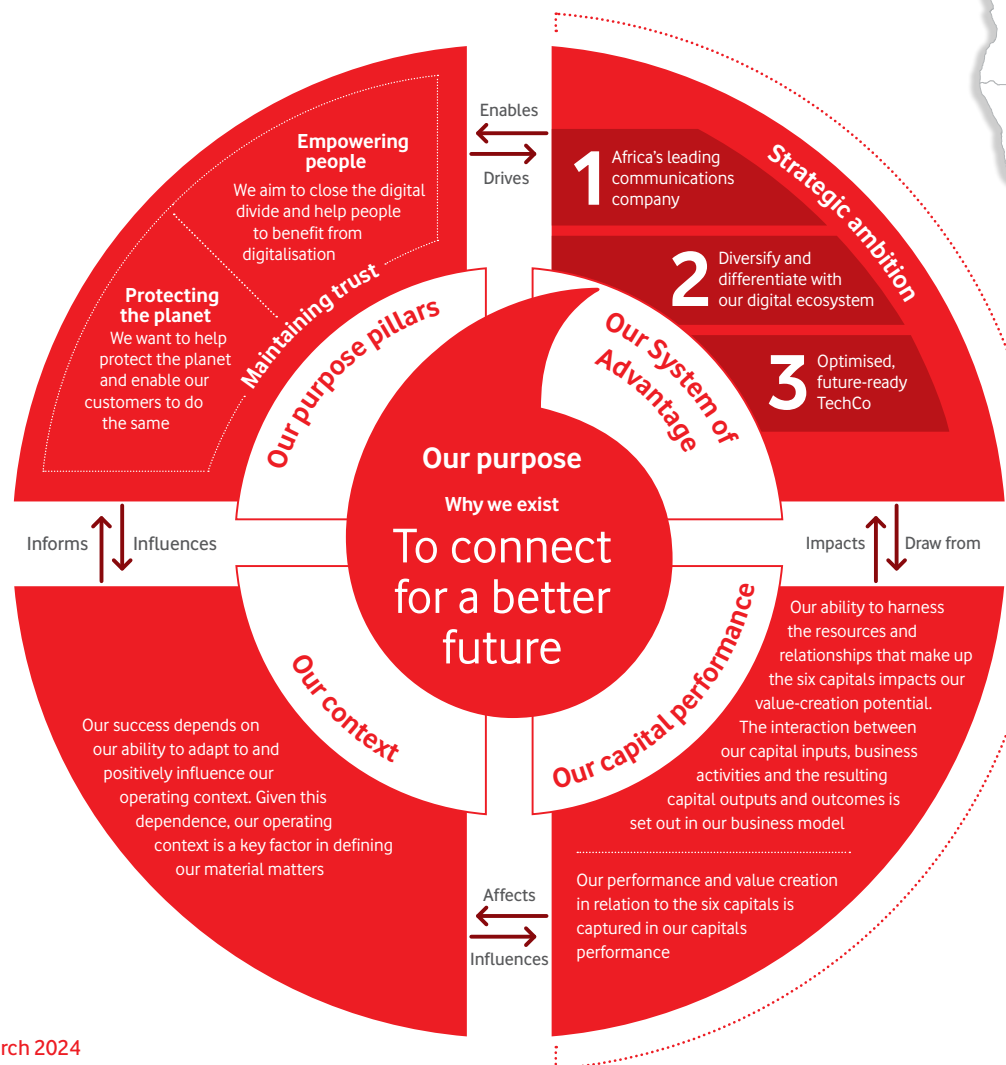 Enables
Drives
Empowering
people
We aim to close the digital
divide and help people
to benefit from
digitalisation
Protecting
the planet
We want to help
protect the planet
and enable our
customers to do
the same
Maintaining trust
Our purpose pillars
1 Africa's leading
communications
company
2 Diversify and
differentiate with
our digital ecosystem
3 Optimised,
future-ready
TechCo
Strategic ambition
Our System of
Advantage
Our purpose
Why we exist
To connect
for a better
future
Informs
Influences
Impacts
Draw from
Our context
Our success depends on
our ability to adapt to and
positively influence our
operating context. Given this
dependence, our operating
context is a key factor in defining
our material matters
Our capital performance
Our ability to harness
the resources and
relationships that make up
the six capitals impacts our
value-creation potential.
The interaction between
our capital inputs, business
activities and the resulting
capital outputs and outcomes is
set out in our business model
Our performance and value creation
in relation to the six capitals is
captured in our capitals
performance
Affects
Influences
rch 2024